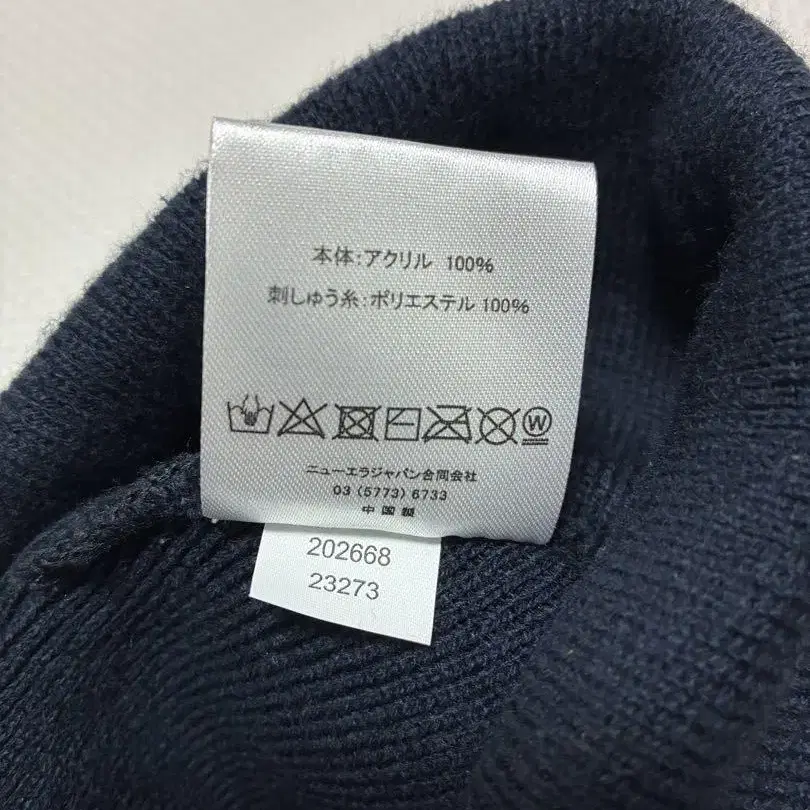 本体:アクリル 100%
刺しゅう糸:ポリエステル 100%
W
ニューエラジャパン合同会社
03 (5773) 6733
中国製
202668
23273